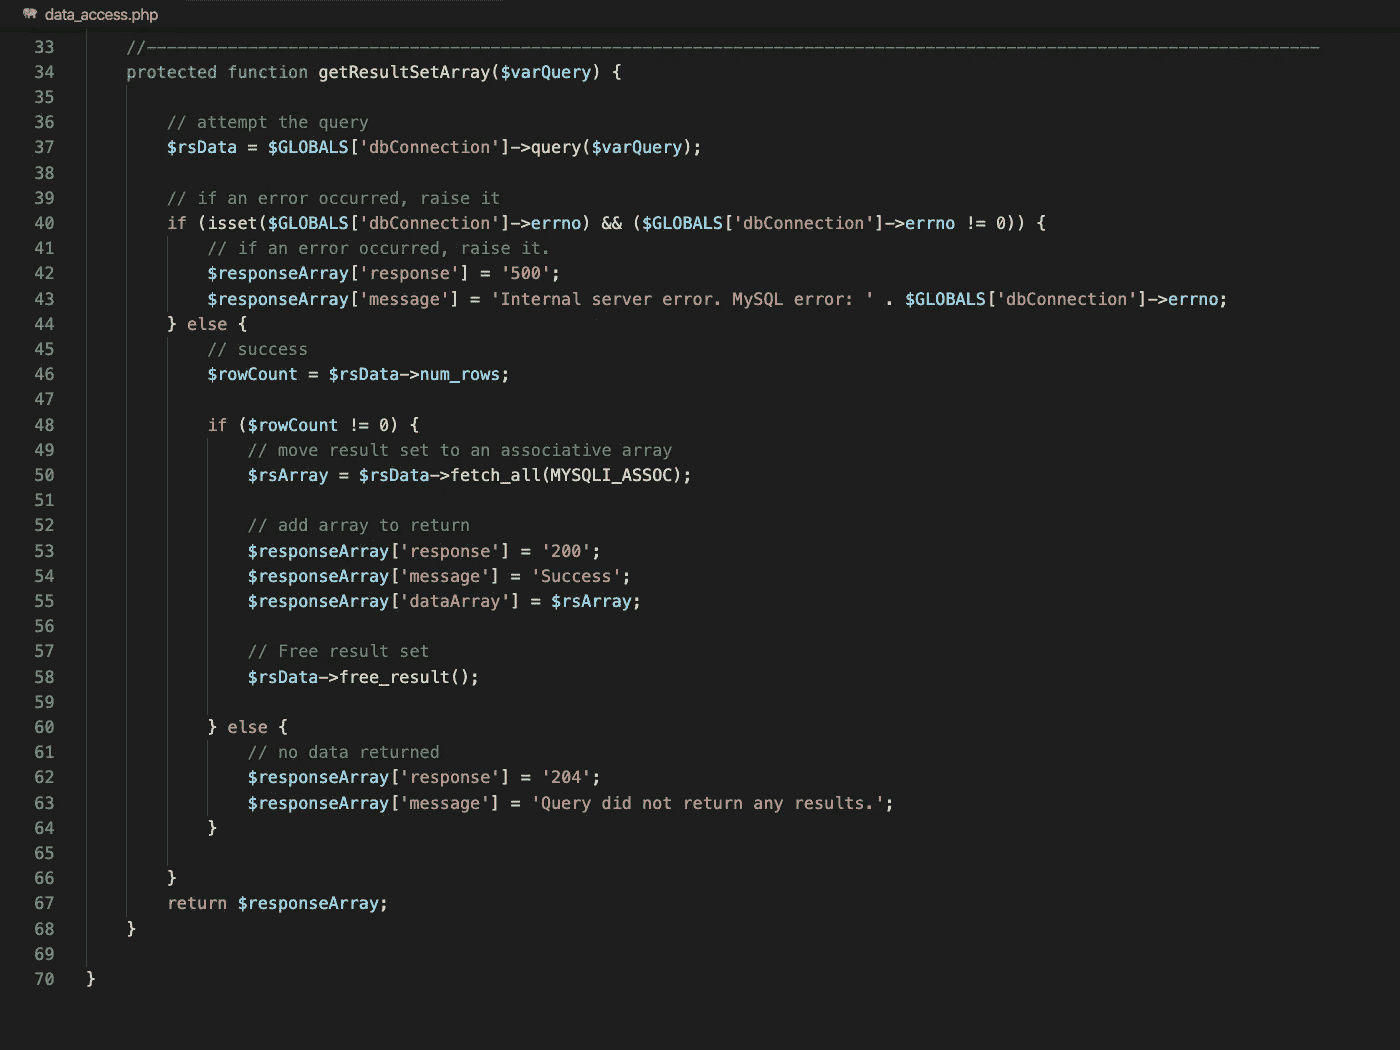 data_access.php
33 //--------------------------------------------------------------------------------------------------------------------
34 protected function getResultSetArray($varQuery) {
35
36 // attempt the query
37 $rsData = $GLOBALS['dbConnection']->query($varQuery);
38
39 // if an error occurred, raise it
40 if (isset($GLOBALS['dbConnection']->errno) && ($GLOBALS['dbConnection']->errno != 0)) {
41 // if an error occurred, raise it.
42 $responseArray['response'] = '500';
43 $responseArray['message'] = 'Internal server error. MySQL error: ' . $GLOBALS['dbConnection']->errno;
44 } else {
45 // success
46 $rowCount = $rsData->num_rows;
47
48 if ($rowCount != 0) {
49 // move result set to an associative array
50 $rsArray = $rsData->fetch_all(MYSQLI_ASSOC);
51
52 // add array to return
53 $responseArray['response'] = '200';
54 $responseArray['message'] = 'Success';
55 $responseArray['dataArray'] = $rsArray;
56
57 // Free result set
58 $rsData->free_result();
59
60 } else {
61 // no data returned
62 $responseArray['response'] = '204';
63 $responseArray['message'] = 'Query did not return any results.';
64 }
65
66 }
67 return $responseArray;
68 }
69
70 }